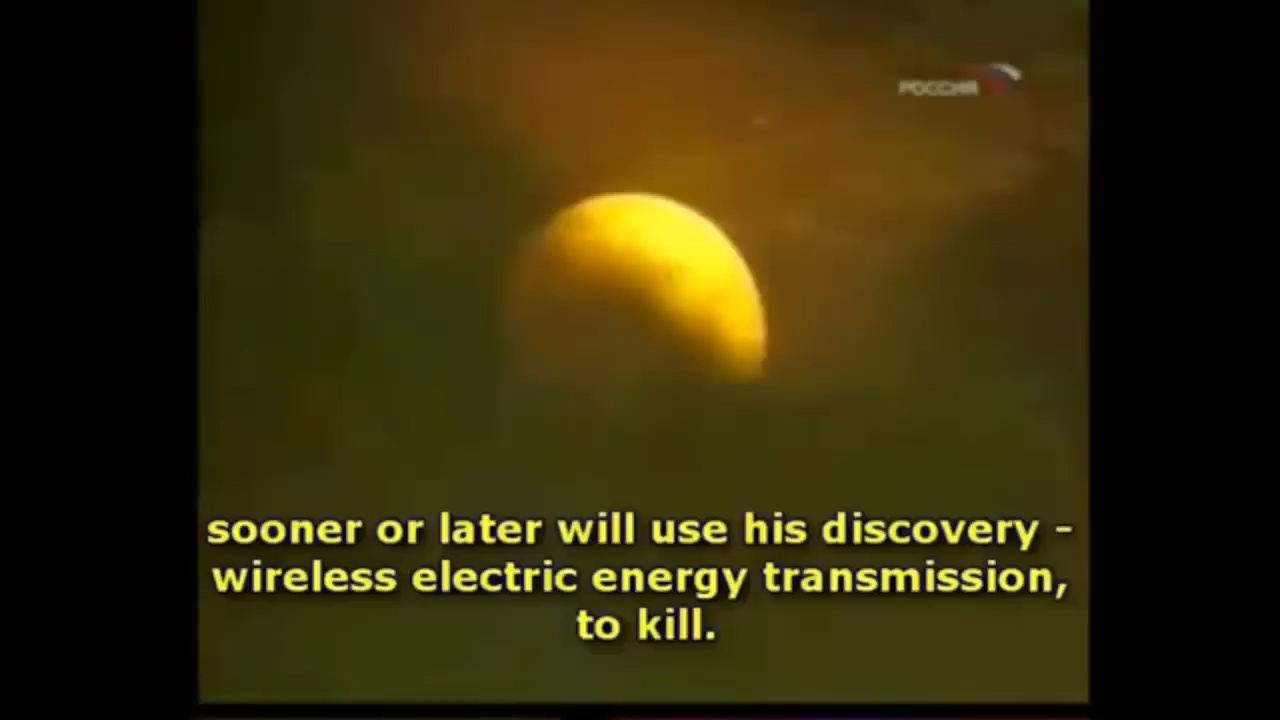 РОССИЯ
sooner or later will use his discovery -
wireless electric energy transmission,
to kill.